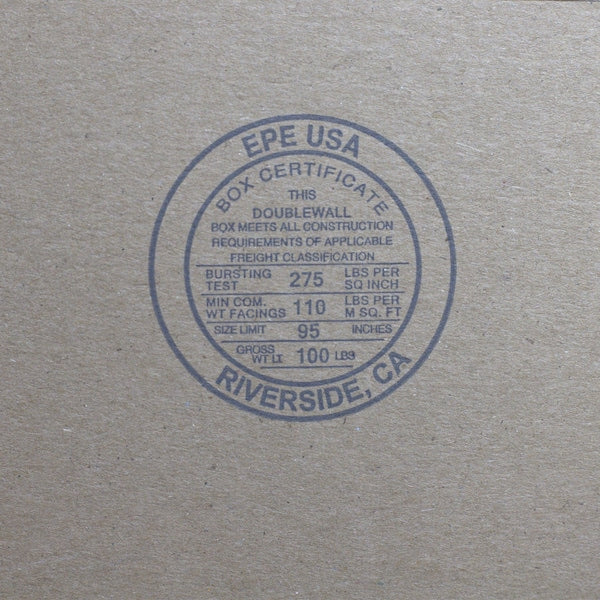 EPE USA
BOX CERTIFICATE
THIS
DOUBLEWALL
BOX MEETS ALL CONSTRUCTION
REQUIREMENTS OF APPLICABLE
FREIGHT CLASSIFICATION
BURSTING TEST 275 LBS PER SQ INCH
MIN COM. WT FACINGS 110 LBS PER M SQ. FT
SIZE LIMIT 95 INCHES
GROSS WT LT 100 LBS
RIVERSIDE, CA